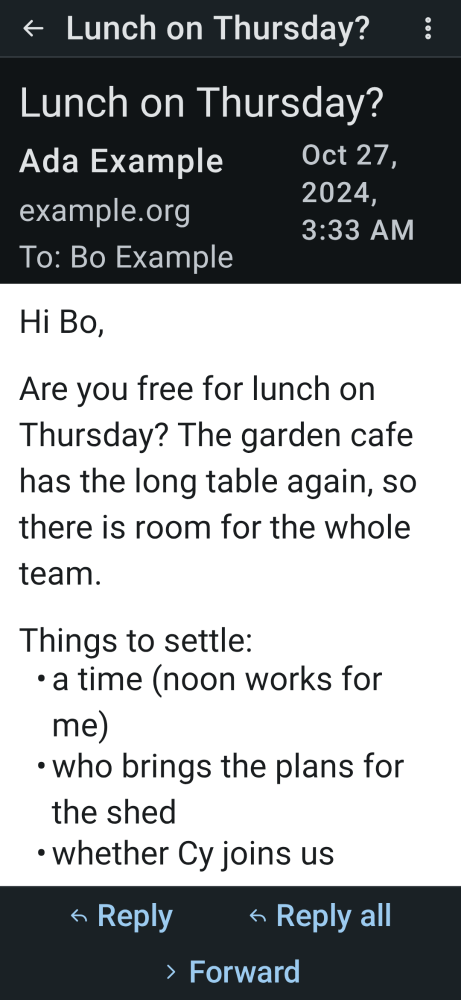 Lunch on Thursday?
Lunch on Thursday?
Ada Example
Oct 27,
2024,
3:33 AM
example.org
To: Bo Example
Hi Bo,
Are you free for lunch on
Thursday? The garden cafe
has the long table again, so
there is room for the whole
team.
Things to settle:
• a time (noon works for
me)
• who brings the plans for
the shed
• whether Cy joins us
Reply
Reply all
Forward